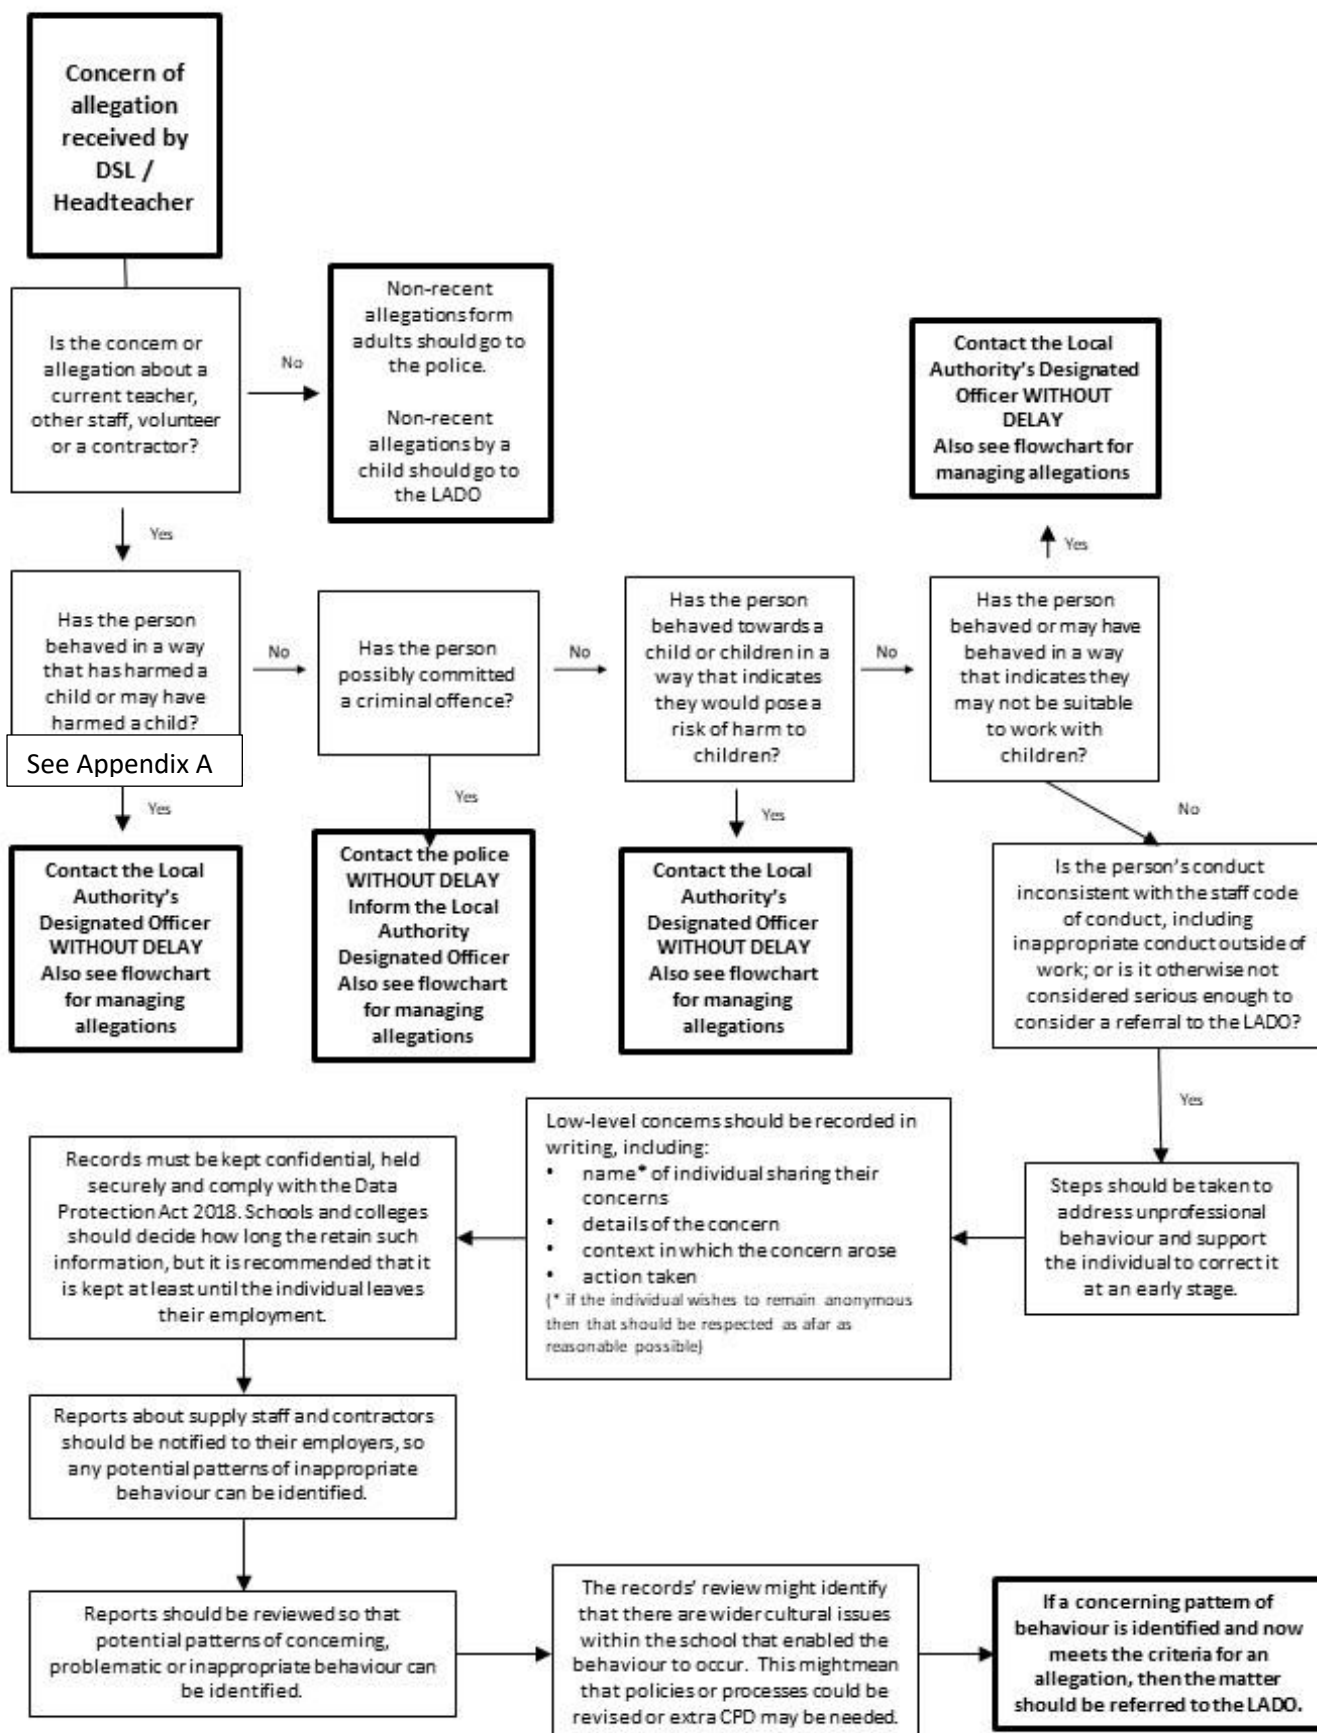 Concern of
allegation
received by
DSL /
Headteacher
Is the concern or
allegation about a
current teacher,
other staff, volunteer
or a contractor?
No
Non-recent
allegations form
adults should go to
the police.
Non-recent
allegations by a
child should go to
the LADO
Contact the Local
Authority's Designated
Officer WITHOUT
DELAY
Also see flowchart for
managing allegations
Yes
Yes
Has the person
behaved in a way
that has harmed a
child or may have
harmed a child?
See Appendix A
No
Has the person
possibly committed
a criminal offence?
No
Has the person
behaved towards a
child or children in a
way that indicates
they would pose a
risk of harm to
children?
No
Has the person
behaved or may have
behaved in a way
that indicates they
may not be suitable
to work with
children?
Yes
Yes
Yes
No
Contact the Local
Authority's
Designated Officer
WITHOUT DELAY
Also see flowchart
for managing
allegations
Contact the police
WITHOUT DELAY
Inform the Local
Authority
Designated Officer
Also see flowchart
for managing
allegations
Contact the Local
Authority's
Designated Officer
WITHOUT DELAY
Also see flowchart
for managing
allegations
Is the person's conduct
inconsistent with the staff code
of conduct, including
inappropriate conduct outside of
work; or is it otherwise not
considered serious enough to
consider a referral to the LADO?
Yes
Steps should be taken to
address unprofessional
behaviour and support
the individual to correct it
at an early stage.
Low-level concerns should be recorded in
writing, including:
• name* of individual sharing their
concerns
• details of the concern
• context in which the concern arose
• action taken
(* if the individual wishes to remain anonymous
then that should be respected as afar as
reasonable possible)
Records must be kept confidential, held
securely and comply with the Data
Protection Act 2018. Schools and colleges
should decide how long the retain such
information, but it is recommended that it
is kept at least until the individual leaves
their employment.
Reports about supply staff and contractors
should be notified to their employers, so
any potential patterns of inappropriate
behaviour can be identified.
Reports should be reviewed so that
potential patterns of concerning,
problematic or inappropriate behaviour can
be identified.
The records' review might identify
that there are wider cultural issues
within the school that enabled the
behaviour to occur. This might mean
that policies or processes could be
revised or extra CPD may be needed.
If a concerning pattern of
behaviour is identified and now
meets the criteria for an
allegation, then the matter
should be referred to the LADO.